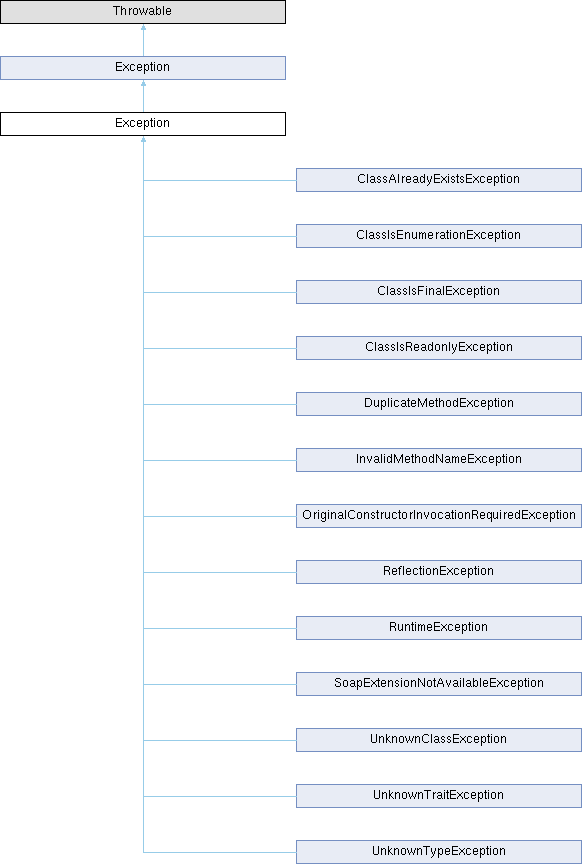 Throwable
Exception
Exception
ClassAlreadyExistsException
ClassIsEnumerationException
ClassIsFinalException
ClassIsReadonlyException
DuplicateMethodException
InvalidMethodNameException
OriginalConstructorInvocationRequiredException
ReflectionException
RuntimeException
SoapExtensionNotAvailableException
UnknownClassException
UnknownTraitException
UnknownTypeException